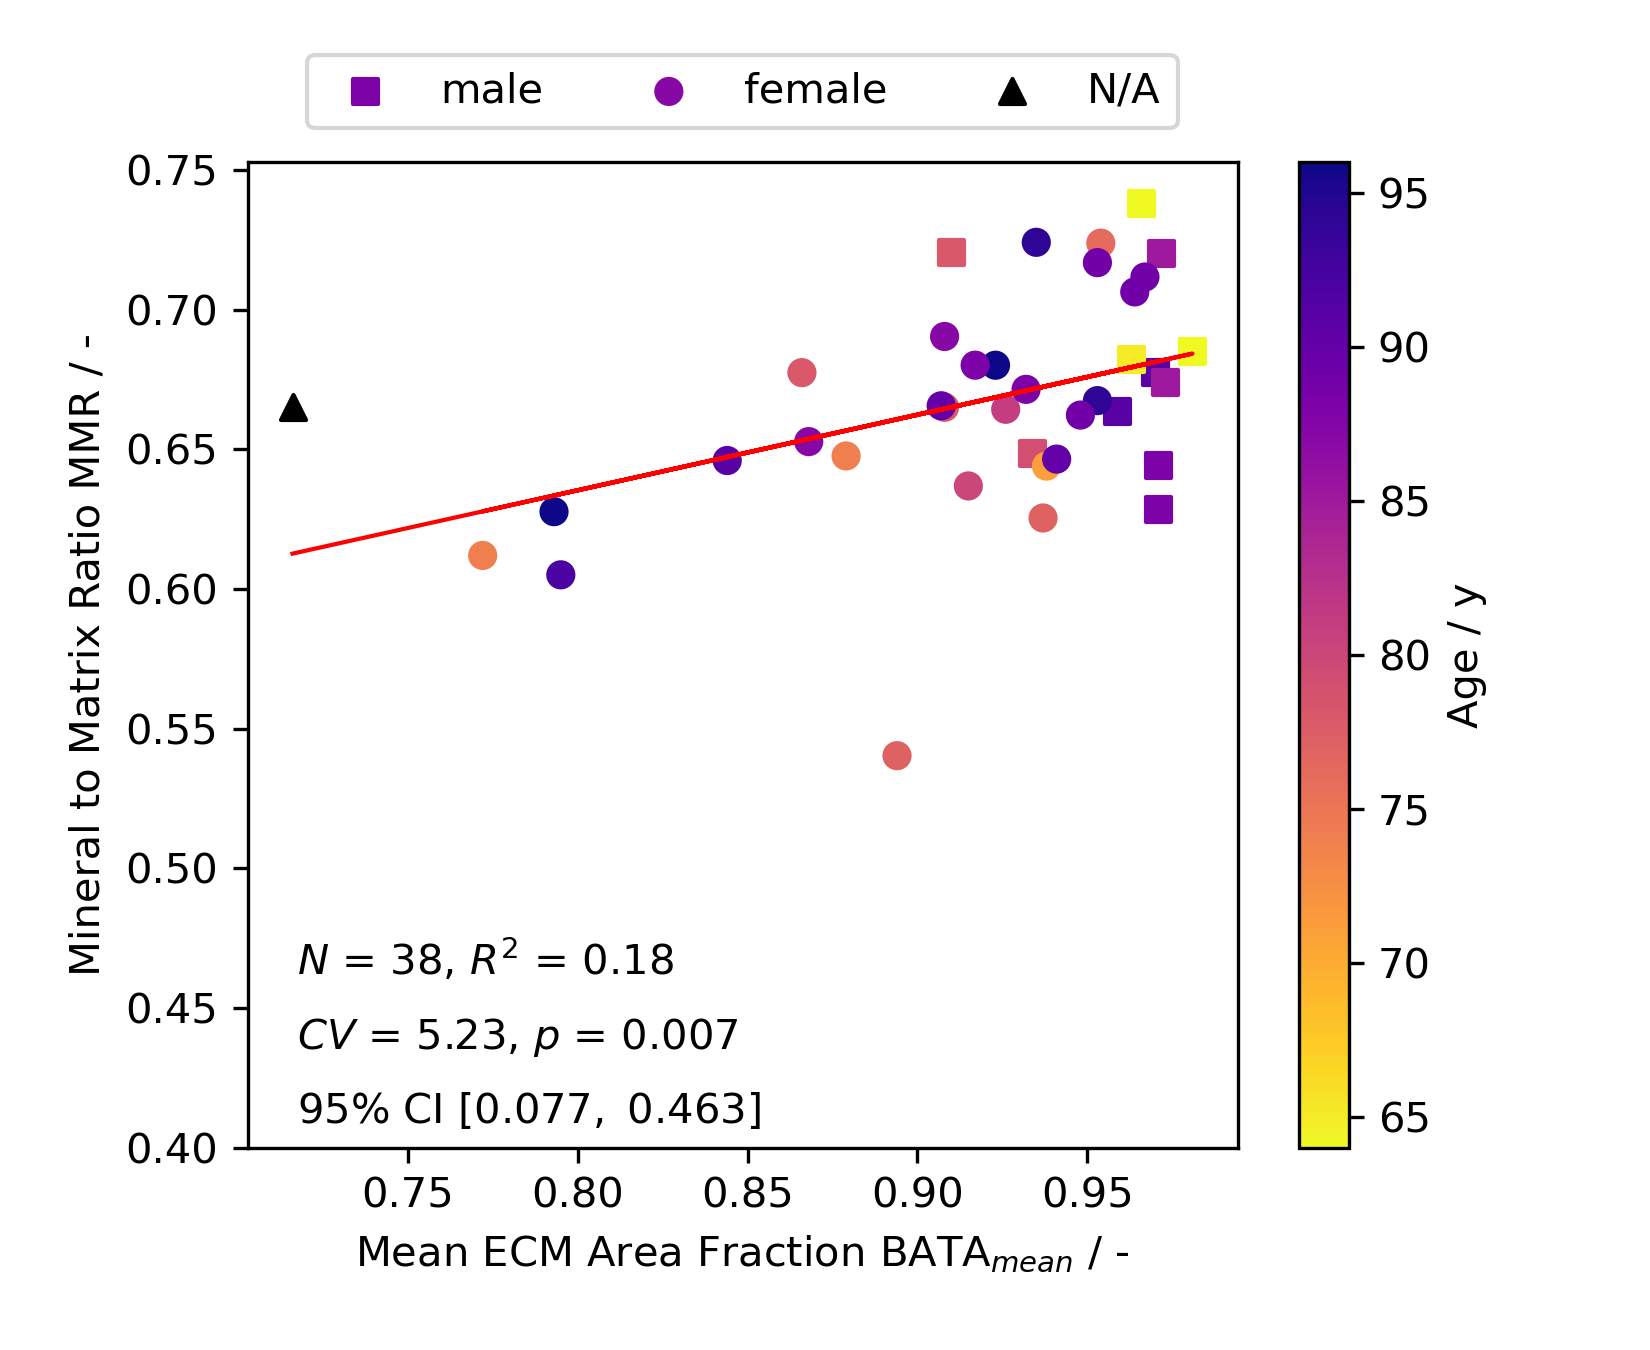 male female N/A
0.75
0.70
0.65
0.60
0.55
0.50
0.45
0.40
Mineral to Matrix Ratio MMR / -
N = 38, R² = 0.18
CV = 5.23, p = 0.007
95% CI [0.077, 0.463]
0.75 0.80 0.85 0.90 0.95
Mean ECM Area Fraction BATAmean / -
95
90
85
80
75
70
65
Age / y